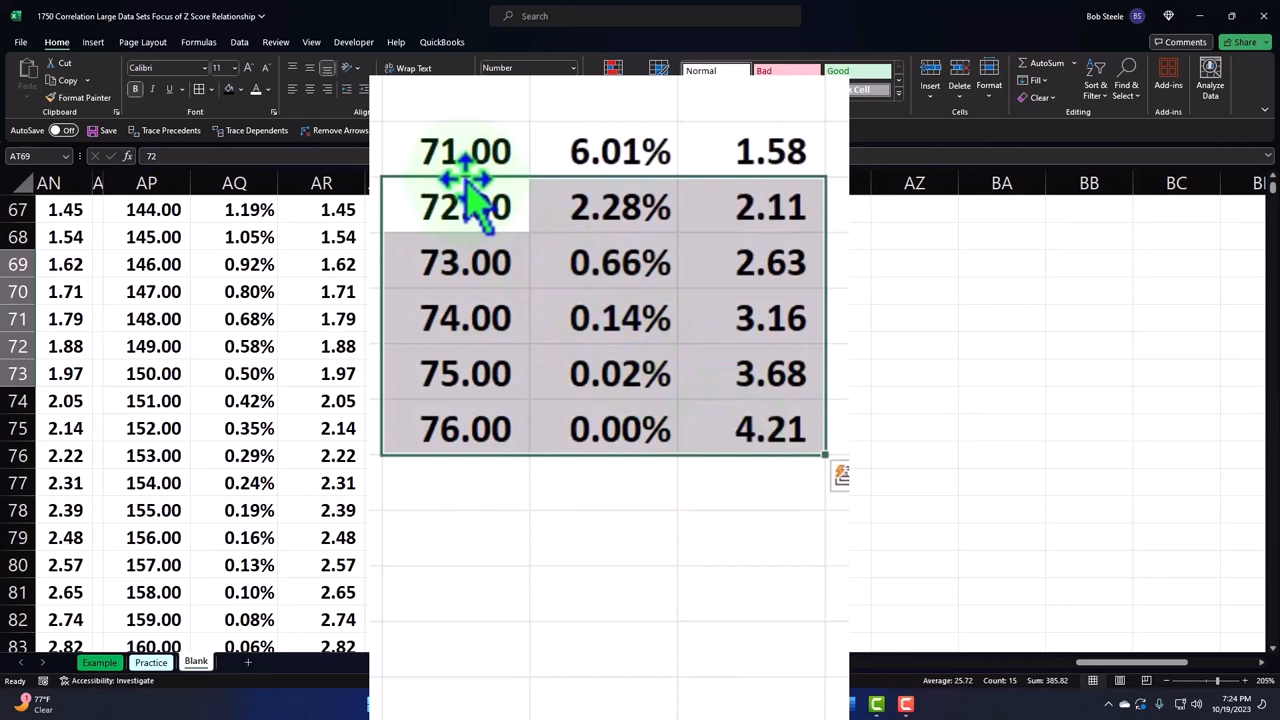 1750 Correlation Large Data Sets Focus of Z Score Relationship
Search
Bob Steele BS
File Home Insert Page Layout Formulas Data Review View Developer Help QuickBooks Comments Share
Cut
Copy
Format Painter
Clipboard
Calibri 11
B
Wrap Text
Number
Normal Bad Good
Insert Delete Format
Cells
AutoSum
Fill
Clear
Sort & Find &
Add-ins
Add-ins
Analyze Data
AutoSave Off Save Trace Precedents Trace Dependents Remove Arrows
AT69 fx 72
AN A AP AQ AR AZ BA BB BC
67 1.45 144.00 1.19% 1.45
68 1.54 145.00 1.05% 1.54
69 1.62 146.00 0.92% 1.62
70 1.71 147.00 0.80% 1.71
71 1.79 148.00 0.68% 1.79
72 1.88 149.00 0.58% 1.88
73 1.97 150.00 0.50% 1.97
74 2.05 151.00 0.42% 2.05
75 2.14 152.00 0.35% 2.14
76 2.22 153.00 0.29% 2.22
77 2.31 154.00 0.24% 2.31
78 2.39 155.00 0.19% 2.39
79 2.48 156.00 0.16% 2.48
80 2.57 157.00 0.13% 2.57
81 2.65 158.00 0.10% 2.65
82 2.74 159.00 0.08% 2.74
83 2.82 160.00 0.06% 2.82
71.00 6.01% 1.58
72.00 2.28% 2.11
73.00 0.66% 2.63
74.00 0.14% 3.16
75.00 0.02% 3.68
76.00 0.00% 4.21
Example Practice Blank
Ready Accessibility: Investigate Average: 25.72 Count: 15 Sum: 385.82 205%
77°F
Clear
7:24 PM
10/19/2023